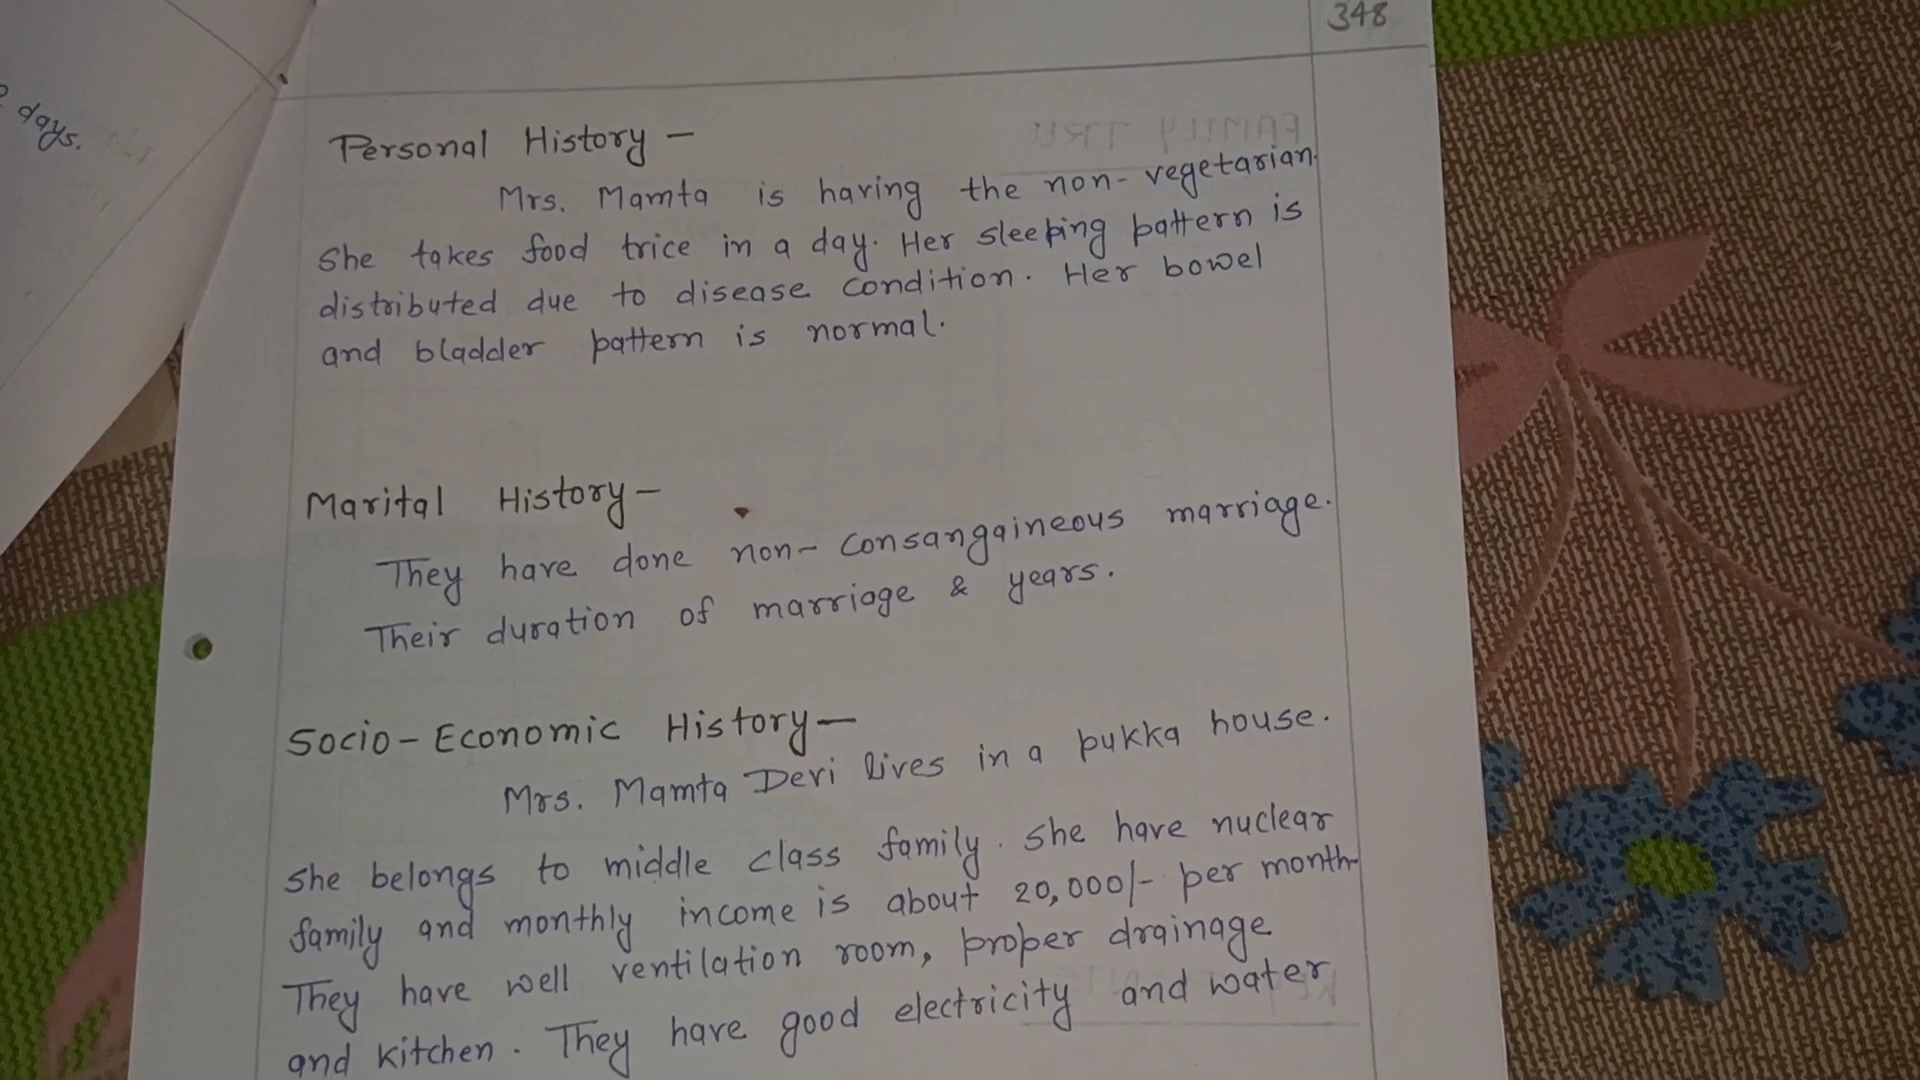 348
days.
Personal History -
Mrs. Mamta is having the non-vegetarian.
She takes food trice in a day. Her sleeping pattern is
distributed due to disease condition. Her bowel
and bladder pattern is normal.
Marital History -
They have done non-consangaineous marriage.
Their duration of marriage & years.
Socio-Economic History -
Mrs. Mamta Devi lives in a pukka house.
She belongs to middle class family. She have nuclear
family and monthly income is about 20,000/- per month
They have well ventilation room, proper drainage
and kitchen. They have good electricity and water